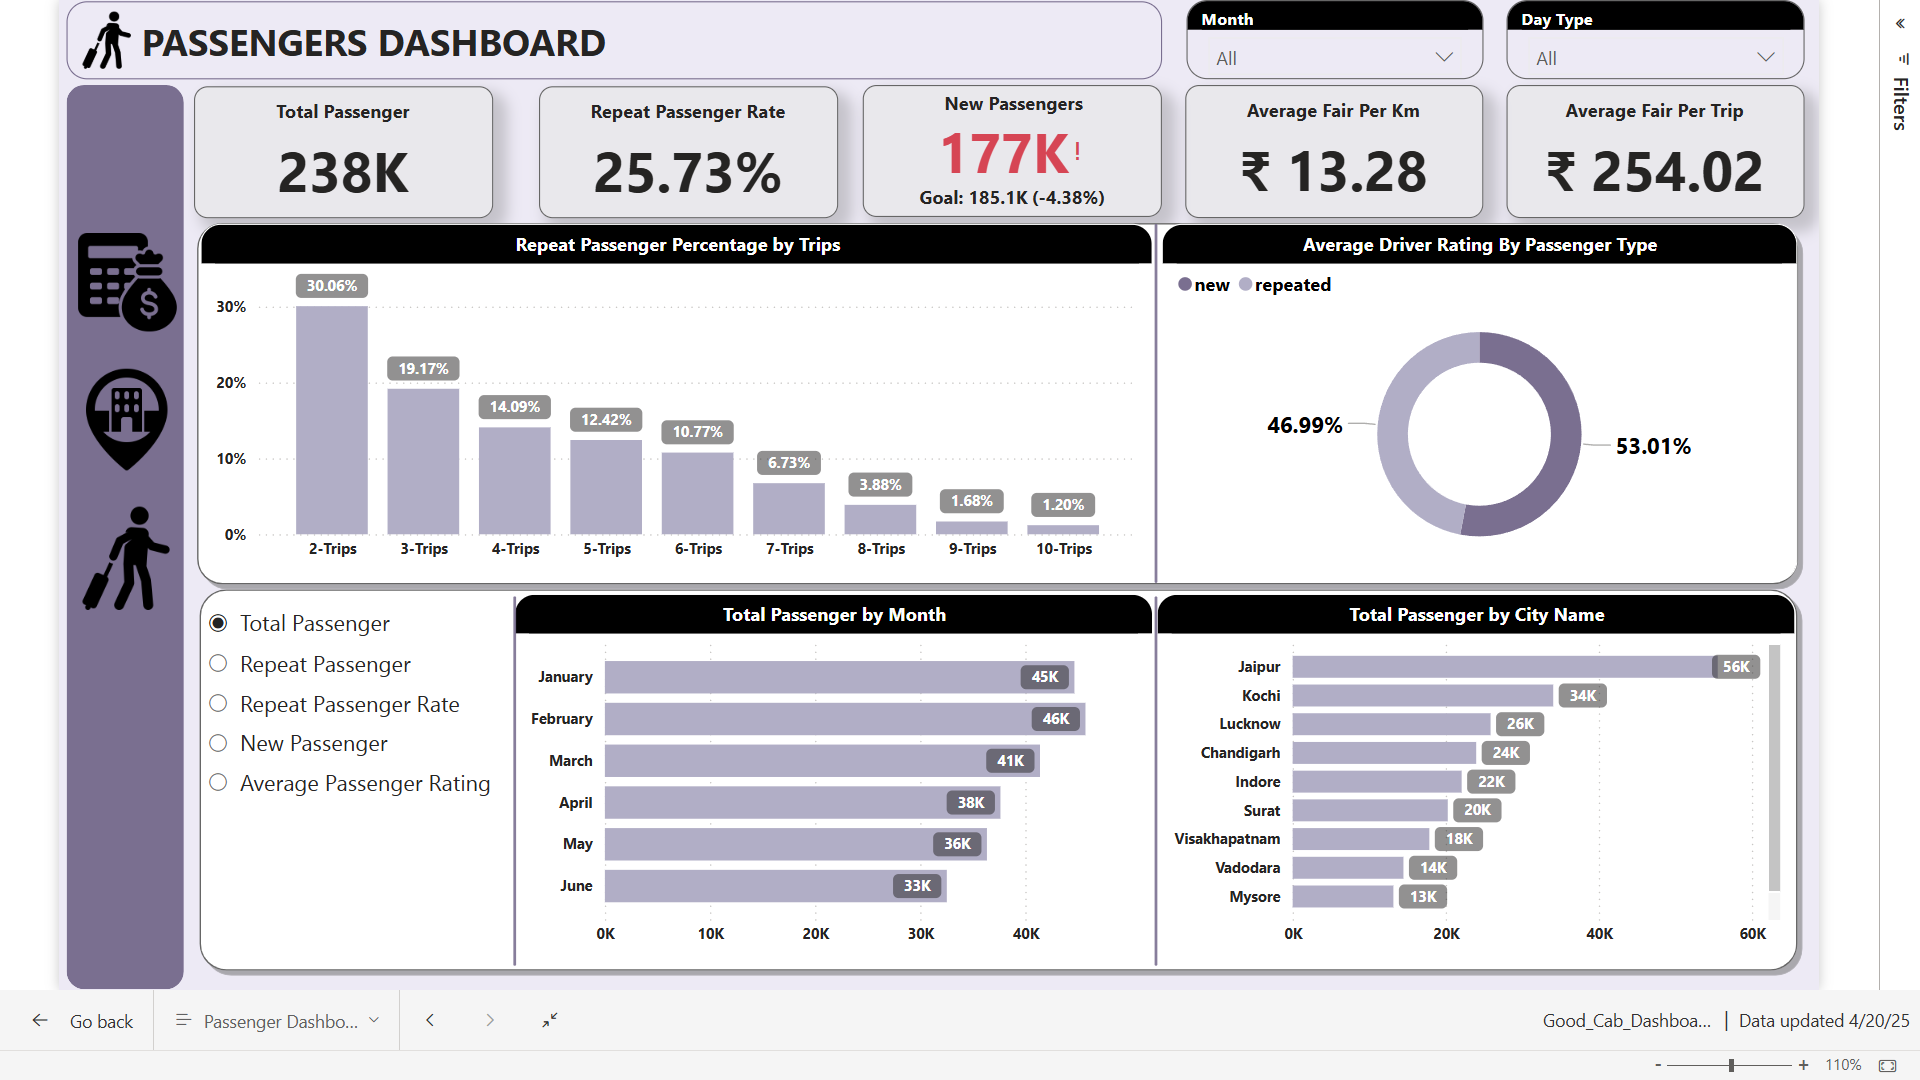 PASSENGERS DASHBOARD
Month
All
Day Type
All
«
Filters
Total Passenger
238K
Repeat Passenger Rate
25.73%
New Passengers
177K!
Goal: 185.1K (-4.38%)
Average Fair Per Km
₹ 13.28
Average Fair Per Trip
₹ 254.02
$
Repeat Passenger Percentage by Trips
30%
20%
10%
0%
30.06%
19.17%
14.09%
12.42%
10.77%
6.73%
3.88%
1.68%
1.20%
2-Trips
3-Trips
4-Trips
5-Trips
6-Trips
7-Trips
8-Trips
9-Trips
10-Trips
Average Driver Rating By Passenger Type
new
repeated
46.99%
53.01%
Total Passenger
Repeat Passenger
Repeat Passenger Rate
New Passenger
Average Passenger Rating
Total Passenger by Month
January 45K
February 46K
March 41K
April 38K
May 36K
June 33K
0K 10K 20K 30K 40K
Total Passenger by City Name
Jaipur 56K
Kochi 34K
Lucknow 26K
Chandigarh 24K
Indore 22K
Surat 20K
Visakhapatnam 18K
Vadodara 14K
Mysore 13K
0K 20K 40K 60K
Go back
Passenger Dashbo...
Good_Cab_Dashboa... | Data updated 4/20/25
- + 110%